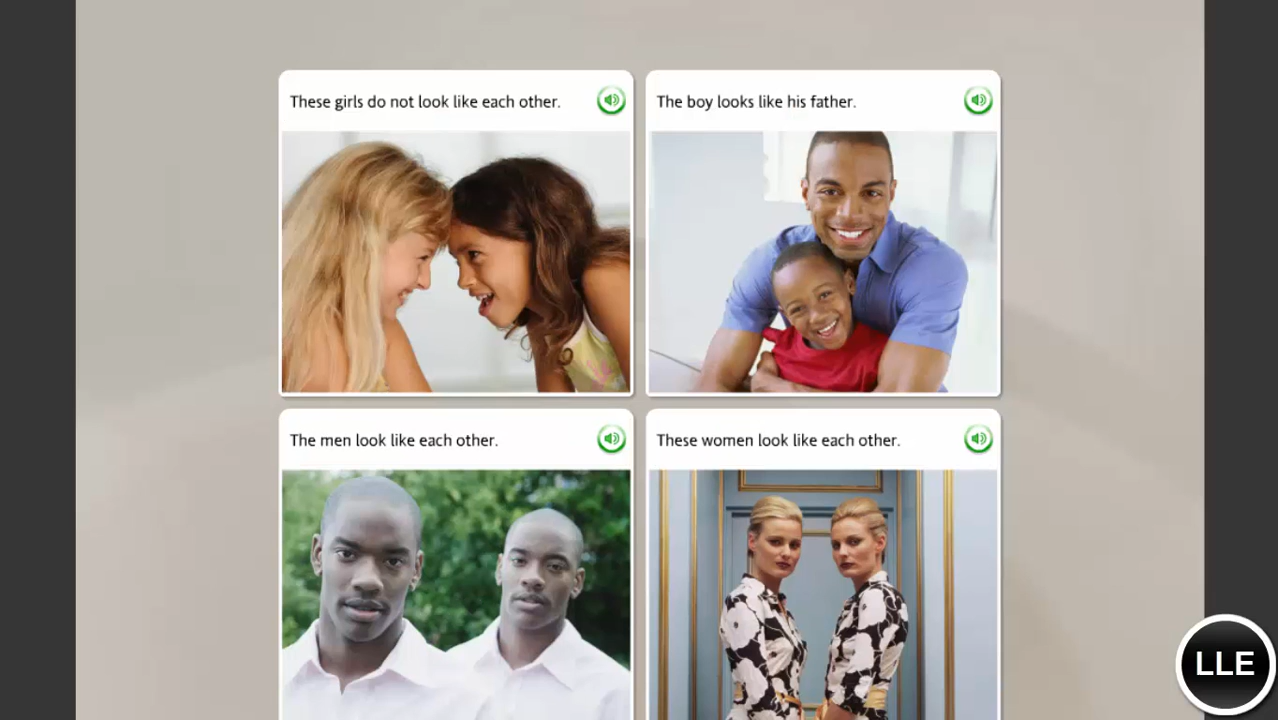 These girls do not look like each other.
The boy looks like his father.
The men look like each other.
These women look like each other.
LLE